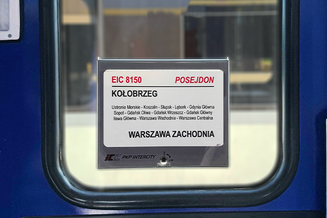 EIC 8150 POSEJDON
KOŁOBRZEG
Ustronie Morskie - Koszalin - Słupsk - Lębork - Gdynia Główna
Sopot - Gdańsk Oliwa - Gdańsk Wrzeszcz - Gdańsk Główny
Iława Główna - Warszawa Wschodnia - Warszawa Centralna
WARSZAWA ZACHODNIA
IC PKP INTERCITY